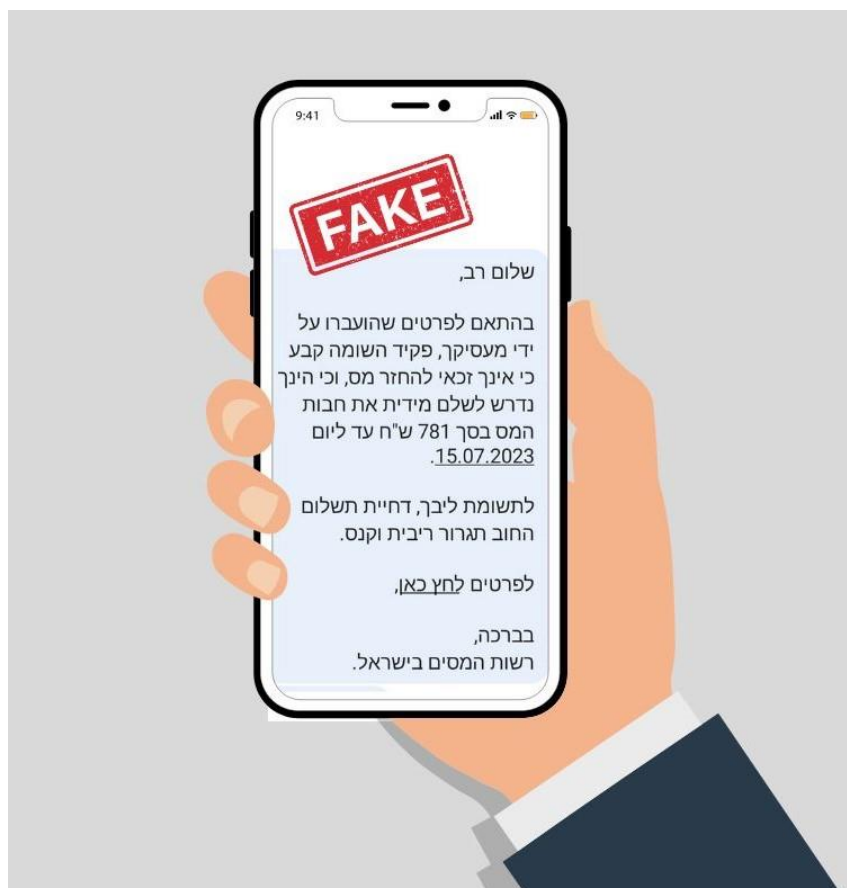 9:41
FAKE
שלום רב,
בהתאם לפרטים שהועברו על
ידי מעסיקך, פקיד השומה קבע
כי אינך זכאי להחזר מס, וכי הינך
נדרש לשלם מידית את חבות
המס בסך 781 ש"ח עד ליום
15.07.2023.
לתשומת ליבך, דחיית תשלום
החוב תגרור ריבית וקנס.
לפרטים לחץ כאן,
בברכה,
רשות המסים בישראל.